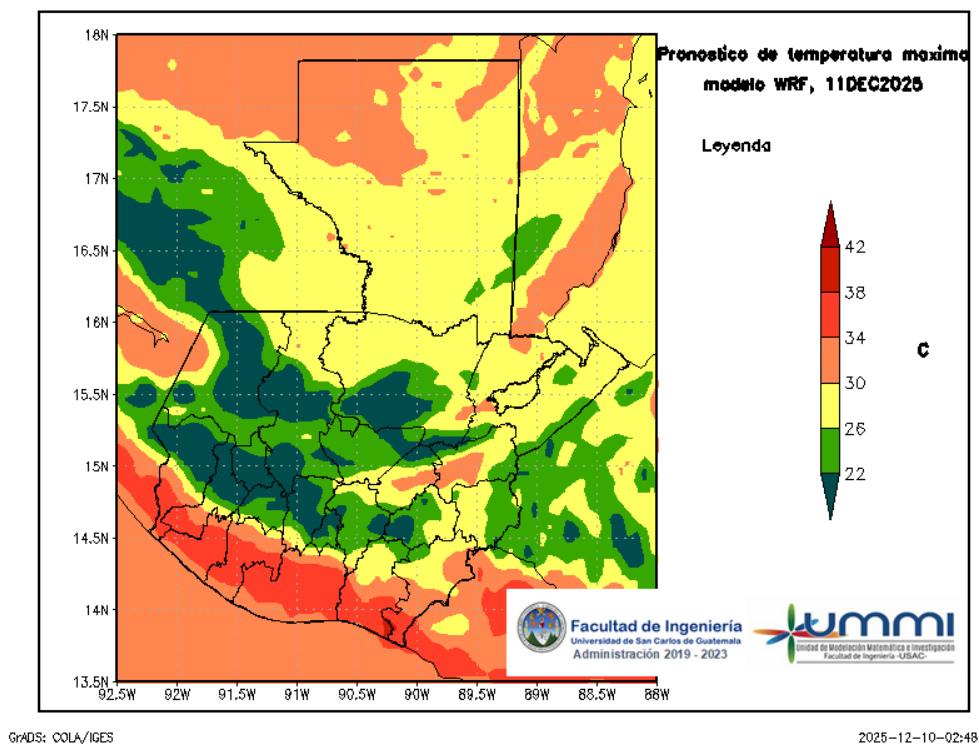 Pronostico de temperatura maxima
modelo WRF, 11DEC2025
Leyenda
42
38
34
30
26
22
C
18N
17.5N
17N
16.5N
16N
15.5N
15N
14.5N
14N
13.5N
92.5W 92W 91.5W 91W 90.5W 90W 89.5W 89W 88.5W 88W
Facultad de Ingeniería
Universidad de San Carlos de Guatemala
Administración 2019 - 2023
UMMI
Unidad de Modelación Matemática e Investigación
Facultad de Ingeniería -USAC-
GrADS: COLA/IGES
2025-12-10-02:48